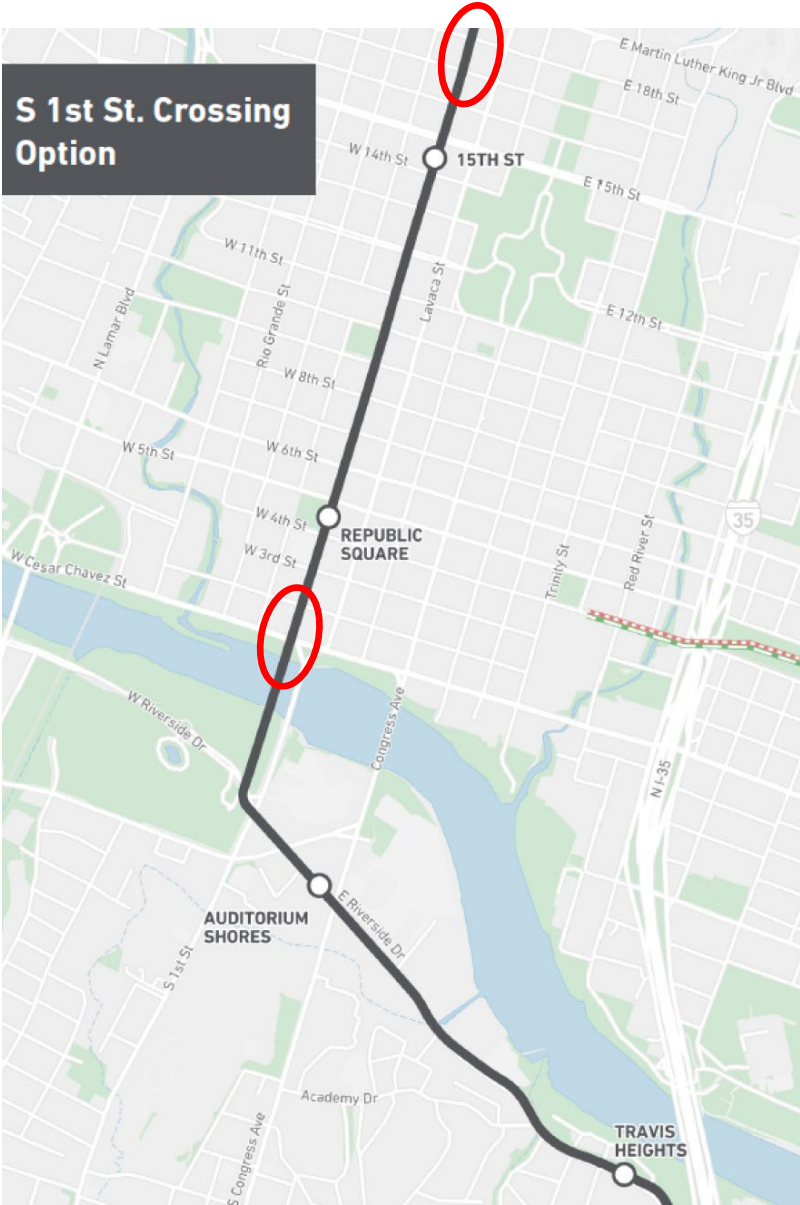 E Martin Luther King Jr Blvd
S 1st St. Crossing
Option
E 18th St
W 14th St
15TH ST
E 15th St
W 11th St
Lavaca St
Rio Grande St
N Lamar Blvd
E 12th St
W 8th St
W 6th St
W 5th St
W 4th St
35
REPUBLIC
SQUARE
W 3rd St
Trinity St
Red River St
W Cesar Chavez St
W Riverside Dr
Congress Ave
N I-35
AUDITORIUM
SHORES
E Riverside Dr
S 1st St
Academy Dr
S Congress Ave
TRAVIS
HEIGHTS